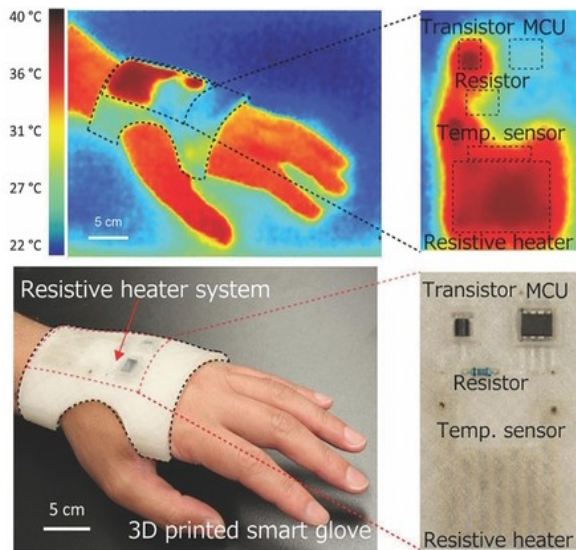 40 °C
36 °C
31 °C
27 °C
22 °C
5 cm
Transistor MCU
Resistor
Temp. sensor
Resistive heater
Resistive heater system
5 cm
3D printed smart glove
Transistor MCU
Resistor
Temp. sensor
Resistive heater